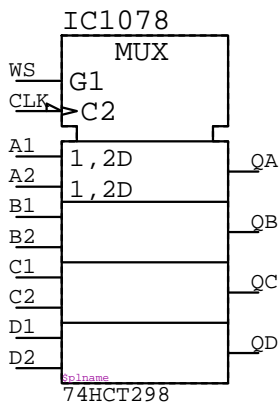 IC1078
MUX
WS
G1
CLK
C2
A1
1,2D
QA
A2
1,2D
B1
QB
B2
C1
QC
C2
D1
QD
D2
Splname
74HCT298